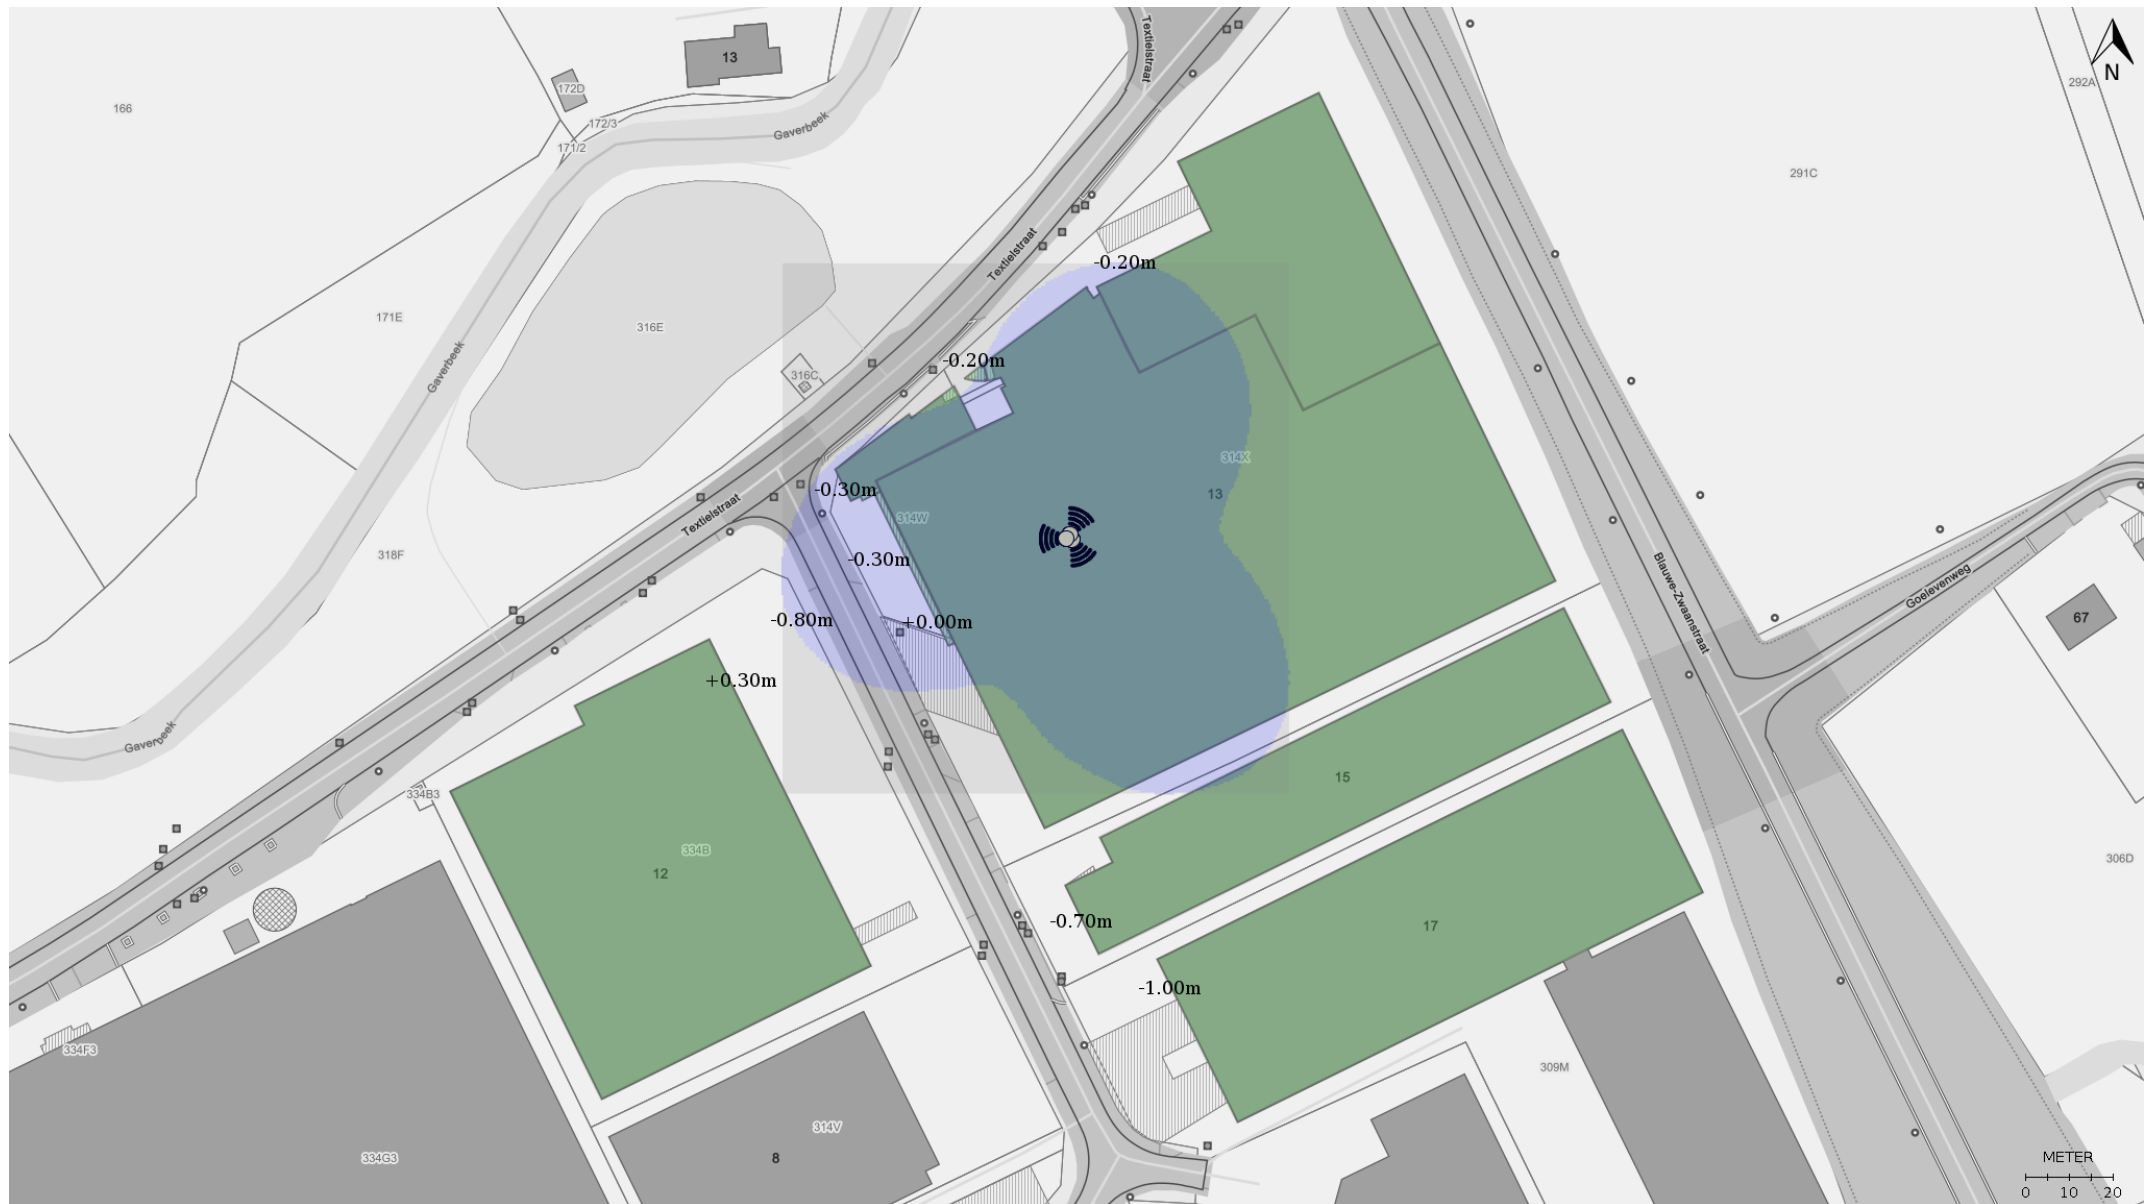 13
Textielstraat
N
172D
292A
166
172/3
Gaverbeek
171/2
291C
Textielstraat
-0.20m
171E
316E
Gaverbeek
-0.20m
316C
314X
13
-0.30m
Textielstraat
314W
318F
-0.30m
Blauwe-Zwaanstraat
Goelevenweg
-0.80m
+0.00m
67
+0.30m
Gaverbeek
15
334B3
334B
12
306D
-0.70m
17
-1.00m
334F3
309M
314V
8
334G3
METER
0 10 20